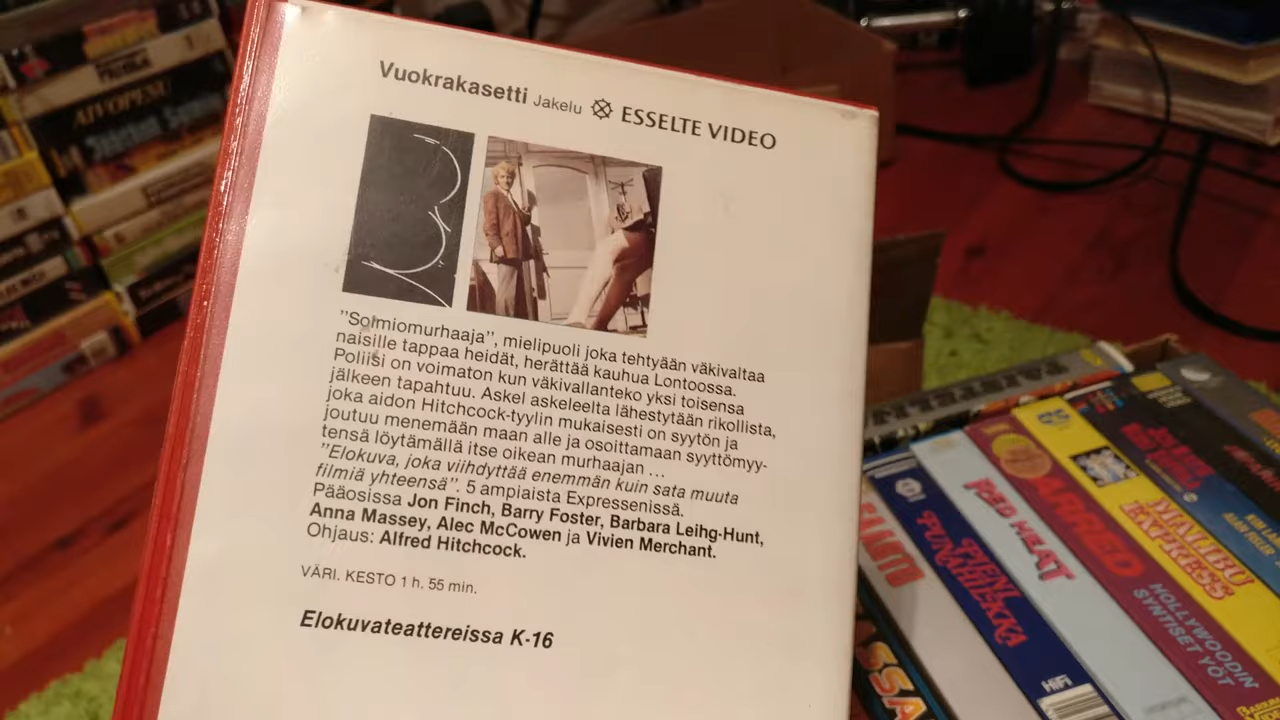 Vuokrakasetti Jakelu ESSELTE VIDEO
”Solmiomurhaaja”, mielipuoli joka tehtyään väkivaltaa
naisille tappaa heidät, herättää kauhua Lontoossa.
Poliisi on voimaton kun väkivallanteko yksi toisensa
jälkeen tapahtuu. Askel askeleelta lähestytään rikollista,
joka aidon Hitchcock-tyylin mukaisesti on syytön ja
joutuu menemään maan alle ja osoittamaan syyttömyy-
tensä löytämällä itse oikean murhaajan ...
”Elokuva, joka viihdyttää enemmän kuin sata muuta
filmiä yhteensä”. 5 ampiaista Expressenissä.
Pääosissa Jon Finch, Barry Foster, Barbara Leihg-Hunt,
Anna Massey, Alec McCowen ja Vivien Merchant.
Ohjaus: Alfred Hitchcock.
VÄRI. KESTO 1 h. 55 min.
Elokuvateattereissa K-16
PIENI
PUNAHILKKA
HiFi
RED HEAT
HOLLYWOODIN
SYNTISET YÖT
MALIBU
EXPRESS